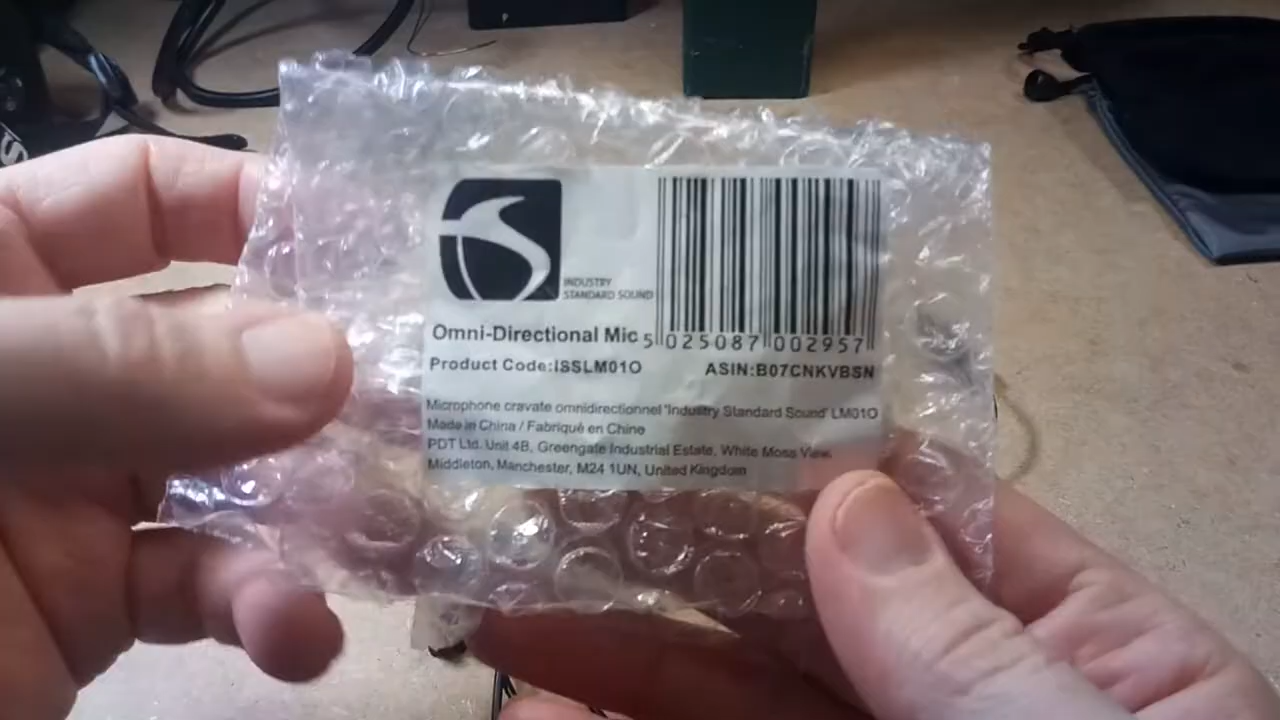 INDUSTRY
STANDARD SOUND
Omni-Directional Mic
5 025087 002957
Product Code:ISSLM01O
ASIN:B07CNKVBSN
Microphone cravate omnidirectionnel 'Industry Standard Sound' LM01O
Made in China / Fabriqué en Chine
PDT Ltd. Unit 4B, Greengate Industrial Estate, White Moss View,
Middleton, Manchester, M24 1UN, United Kingdom